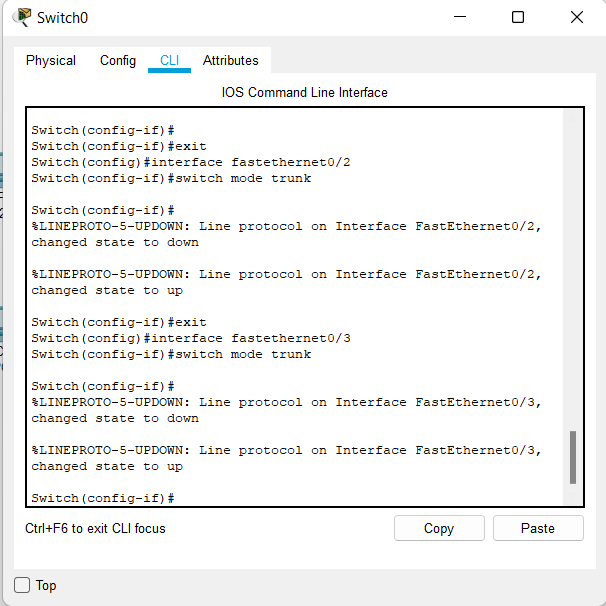 Switch0
Physical Config CLI Attributes
IOS Command Line Interface
Switch(config-if)#
Switch(config-if)#exit
Switch(config)#interface fastethernet0/2
Switch(config-if)#switch mode trunk
Switch(config-if)#
%LINEPROTO-5-UPDOWN: Line protocol on Interface FastEthernet0/2,
changed state to down
%LINEPROTO-5-UPDOWN: Line protocol on Interface FastEthernet0/2,
changed state to up
Switch(config-if)#exit
Switch(config)#interface fastethernet0/3
Switch(config-if)#switch mode trunk
Switch(config-if)#
%LINEPROTO-5-UPDOWN: Line protocol on Interface FastEthernet0/3,
changed state to down
%LINEPROTO-5-UPDOWN: Line protocol on Interface FastEthernet0/3,
changed state to up
Switch(config-if)#
Ctrl+F6 to exit CLI focus Copy Paste
Top